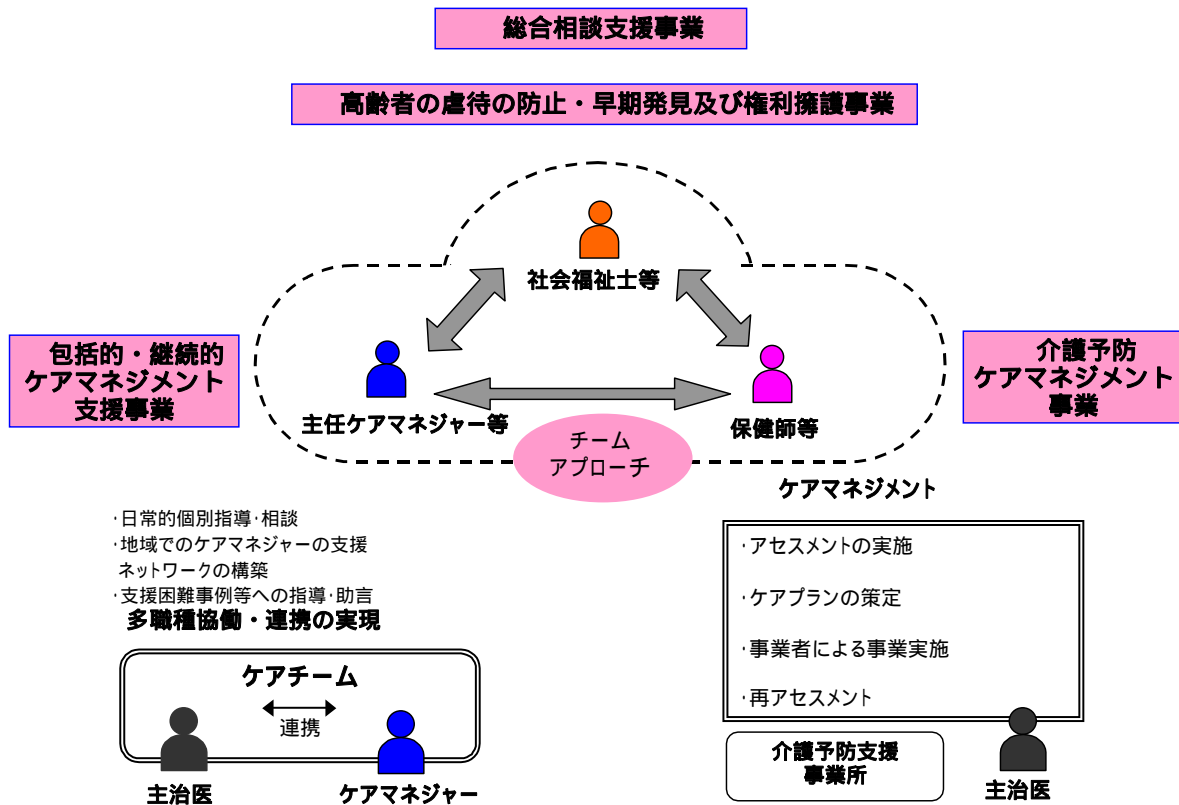 総合相談支援事業
高齢者の虐待の防止・早期発見及び権利擁護事業
社会福祉士等
包括的・継続的
ケアマネジメント
支援事業
介護予防
ケアマネジメント
事業
主任ケアマネジャー等
保健師等
チーム
アプローチ
ケアマネジメント
・日常的個別指導・相談
・地域でのケアマネジャーの支援
ネットワークの構築
・支援困難事例等への指導・助言
多職種協働・連携の実現
ケアチーム
連携
主治医
ケアマネジャー
・アセスメントの実施
・ケアプランの策定
・事業者による事業実施
・再アセスメント
介護予防支援
事業所
主治医